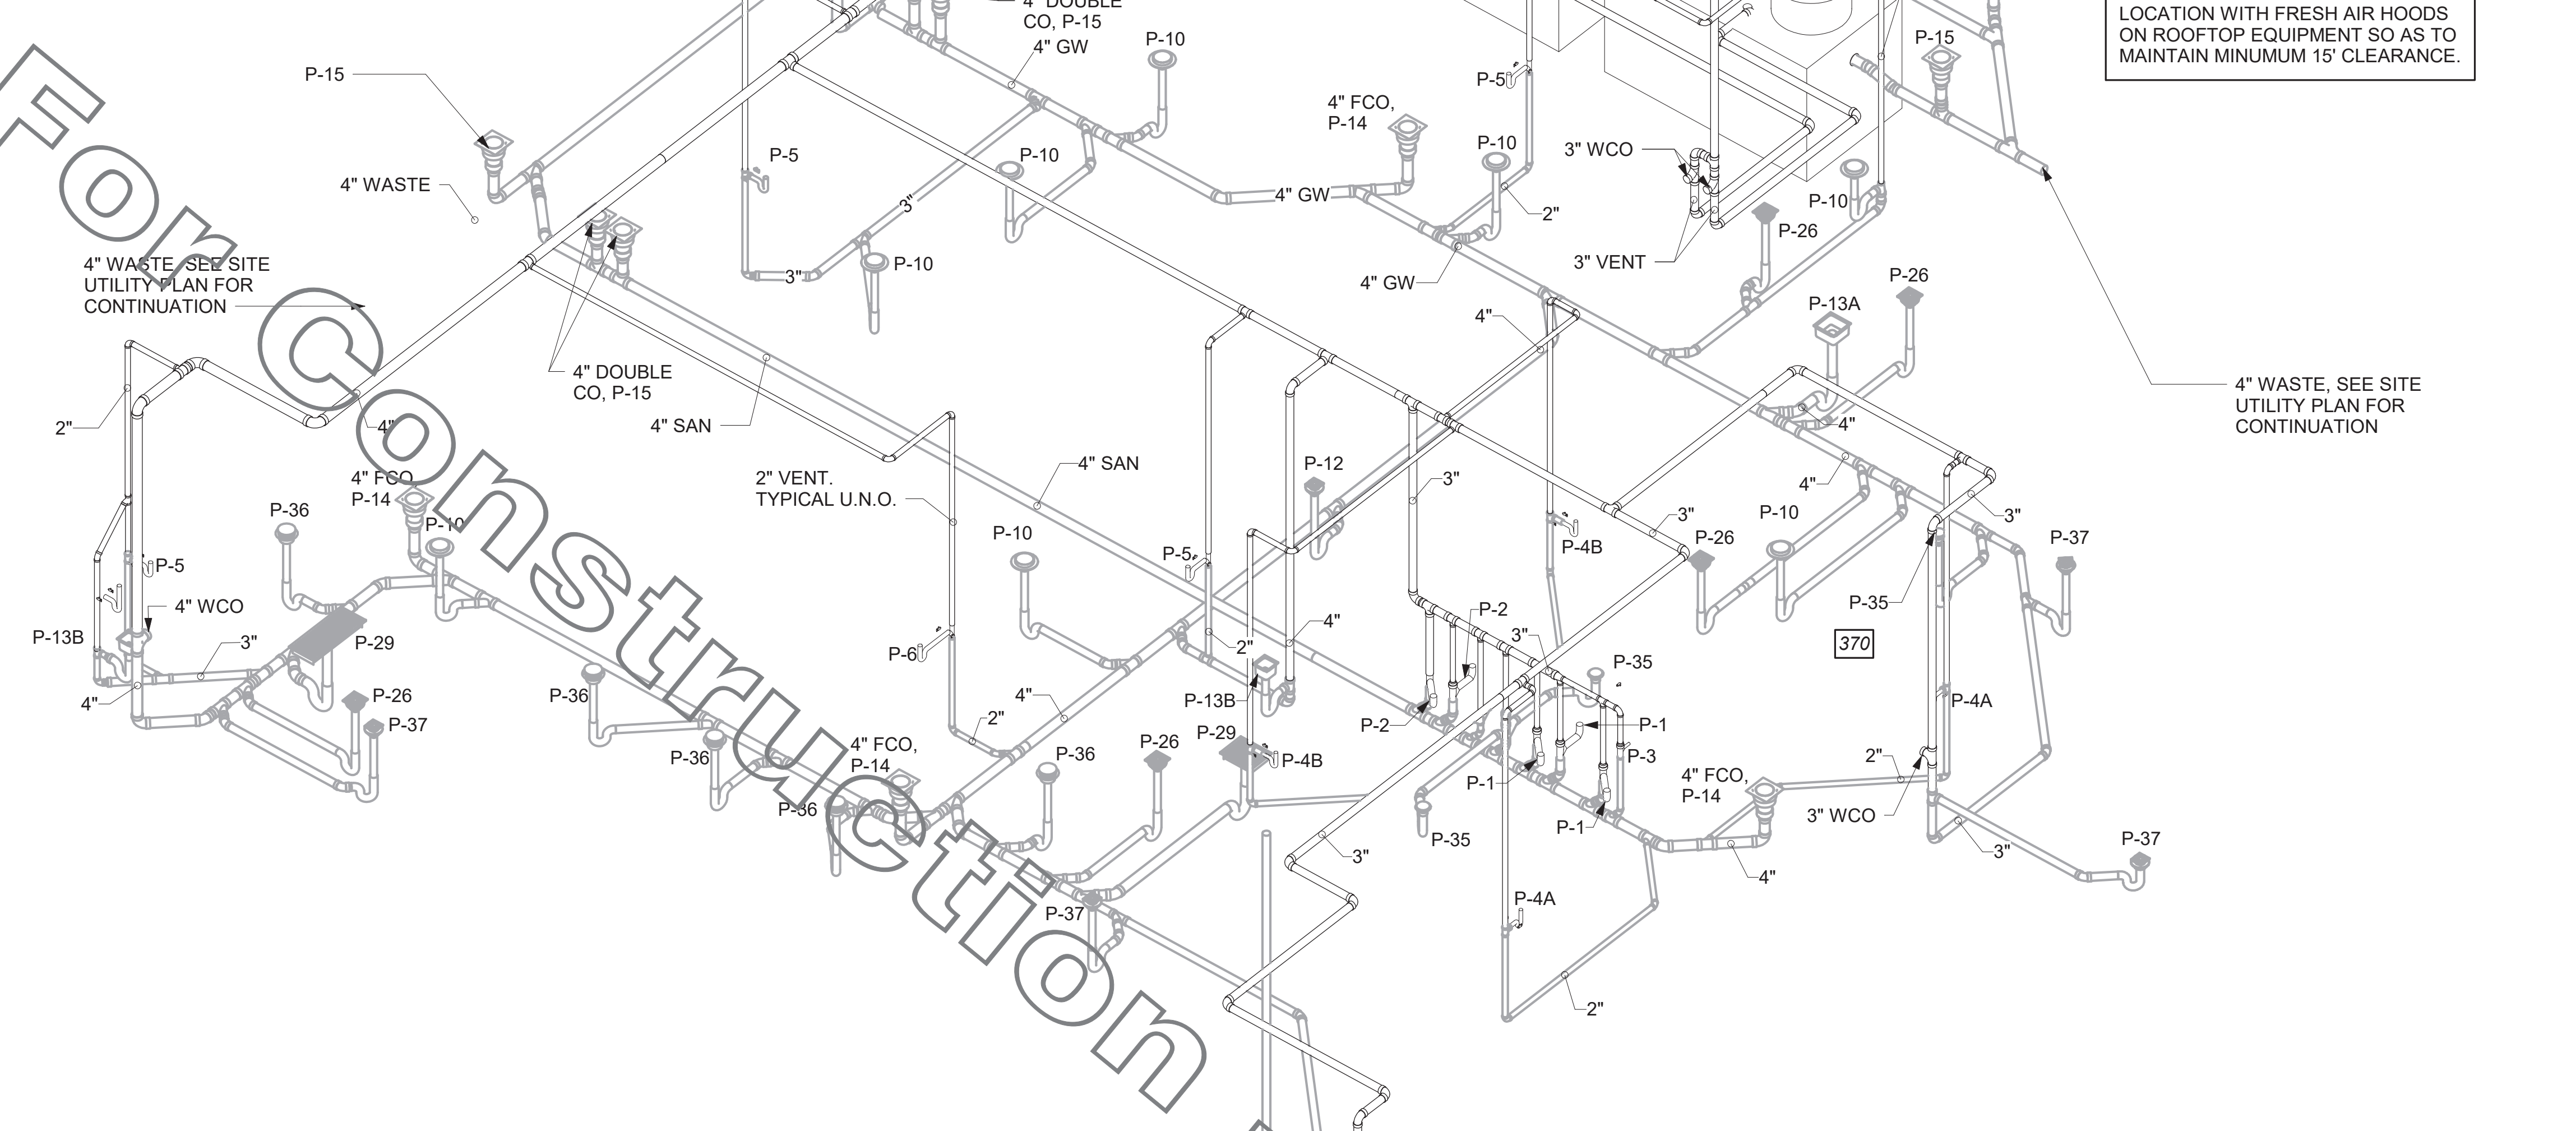 4" DOUBLE
CO, P-15
4" GW
P-10
LOCATION WITH FRESH AIR HOODS
ON ROOFTOP EQUIPMENT SO AS TO
MAINTAIN MINUMUM 15' CLEARANCE.
P-15
P-15
P-5
4" FCO,
P-14
P-10
3" WCO
P-5
P-10
4" WASTE
3"
4" GW
2"
P-10
P-26
4" WASTE, SEE SITE
UTILITY PLAN FOR
CONTINUATION
3"
P-10
4" GW
3" VENT
P-26
P-13A
4"
4" DOUBLE
CO, P-15
4" SAN
2"
4"
4"
4" WASTE, SEE SITE
UTILITY PLAN FOR
CONTINUATION
4" FCO,
P-14
P-10
P-36
2" VENT.
TYPICAL U.N.O.
4" SAN
P-12
3"
4"
P-10
3"
3"
P-26
P-37
P-10
P-5
P-4B
P-5
4" WCO
P-13B
3"
P-29
P-6
2"
4"
P-2
3"
P-35
P-35
370
4"
P-26
P-37
P-36
4"
P-13B
P-2
P-1
P-4A
2"
P-29
P-36
4" FCO,
P-14
P-36
P-26
P-4B
P-1
P-3
4" FCO,
P-14
2"
P-36
P-35
P-1
3" WCO
3"
4"
3"
P-37
P-37
P-4A
2"
For Construction